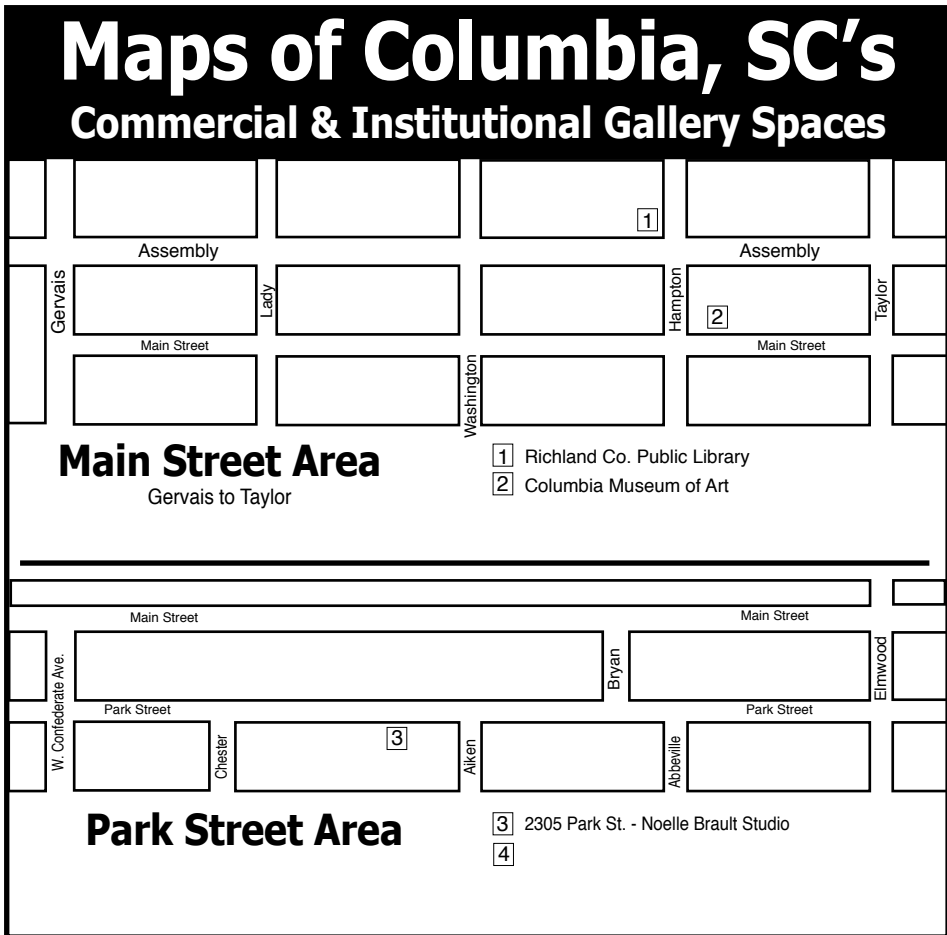 Maps of Columbia, SC's
Commercial & Institutional Gallery Spaces
1
Assembly
Assembly
Gervais
Lady
Hampton
2
Taylor
Main Street
Main Street
Washington
Main Street Area
Gervais to Taylor
1 Richland Co. Public Library
2 Columbia Museum of Art
Main Street
Main Street
W. Confederate Ave.
Bryan
Elmwood
Park Street
Park Street
Chester
3
Aiken
Abbeville
Park Street Area
3 2305 Park St. - Noelle Brault Studio
4